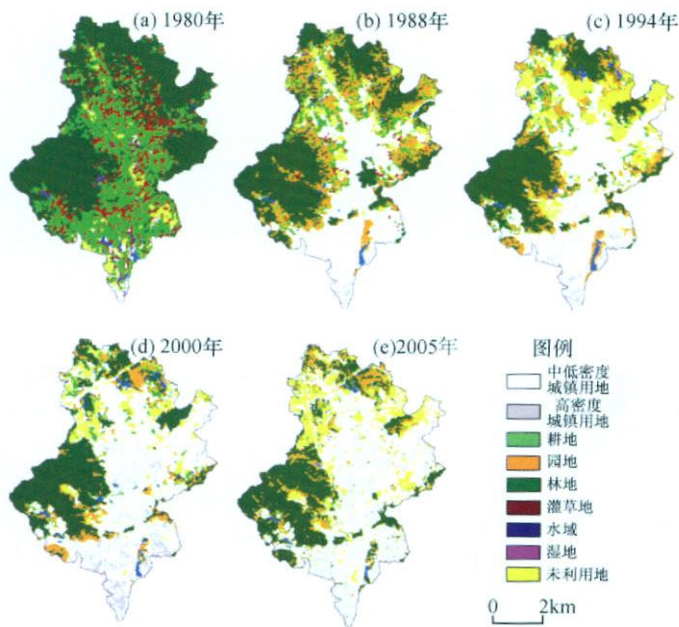 (a) 1980年
(b) 1988年
(c) 1994年
(d) 2000年
(e)2005年
图例
中低密度
城镇用地
高密度
城镇用地
耕地
园地
林地
灌草地
水域
湿地
未利用地
0 2km